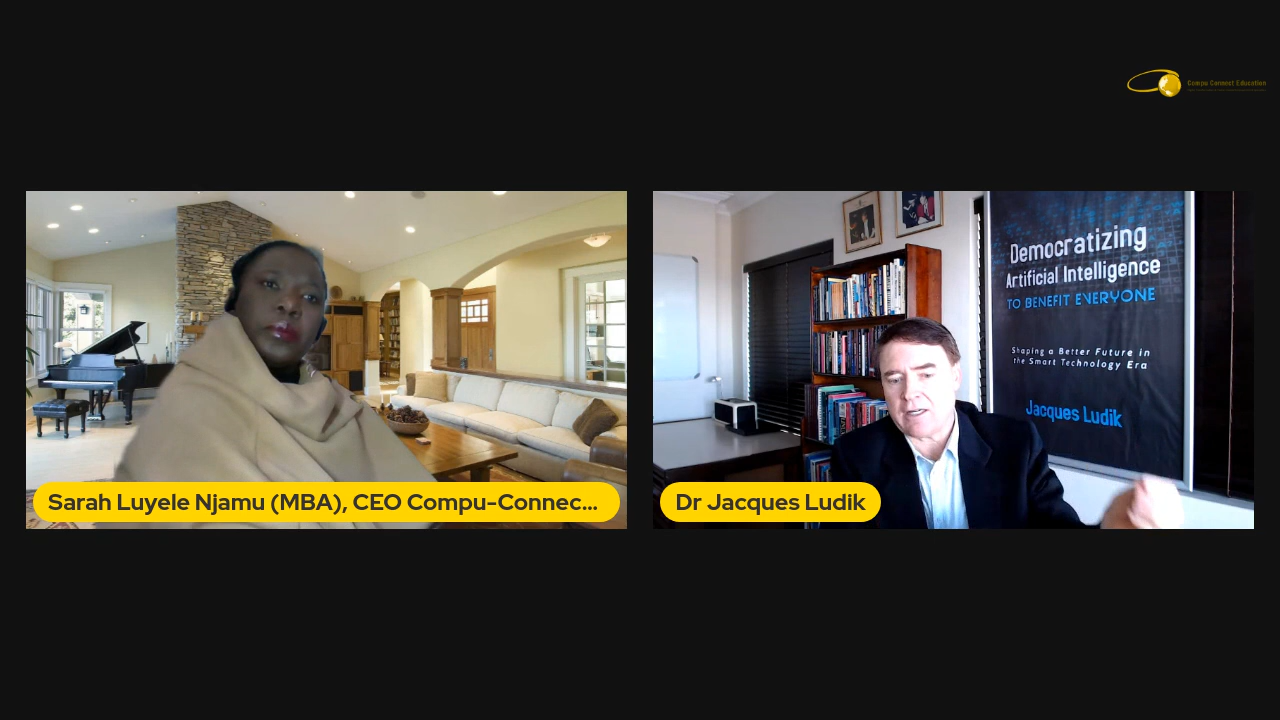 Compu Connect Education
Democratizing
Artificial Intelligence
TO BENEFIT EVERYONE
Shaping a Better Future in
the Smart Technology Era
Jacques Ludik
Sarah Luyele Njamu (MBA), CEO Compu-Connec...
Dr Jacques Ludik